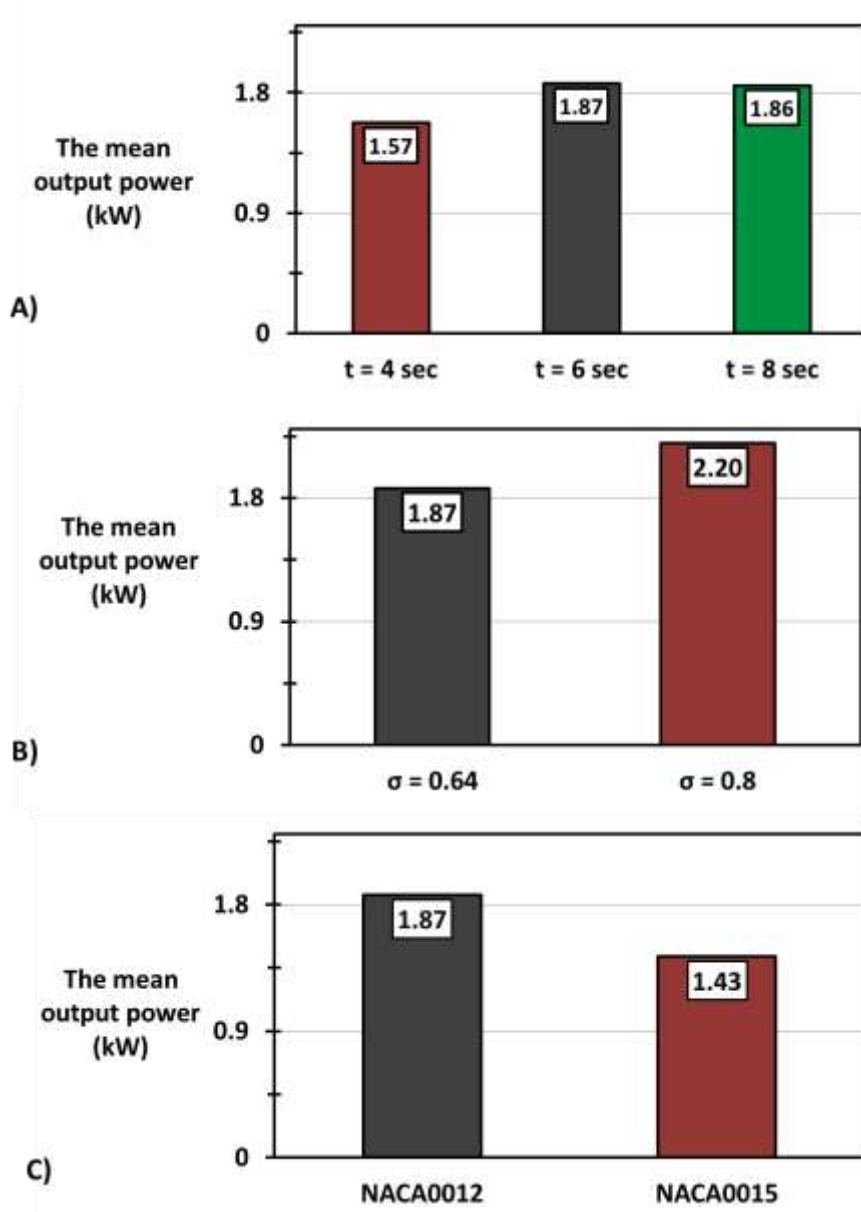 1.8
1.57
1.87
1.86
The mean
output power
(kW)
0.9
A)
0
t = 4 sec
t = 6 sec
t = 8 sec
2.20
1.8
1.87
The mean
output power
(kW)
0.9
B)
0
σ = 0.64
σ = 0.8
1.8
1.87
1.43
The mean
output power
(kW)
0.9
C)
0
NACA0012
NACA0015